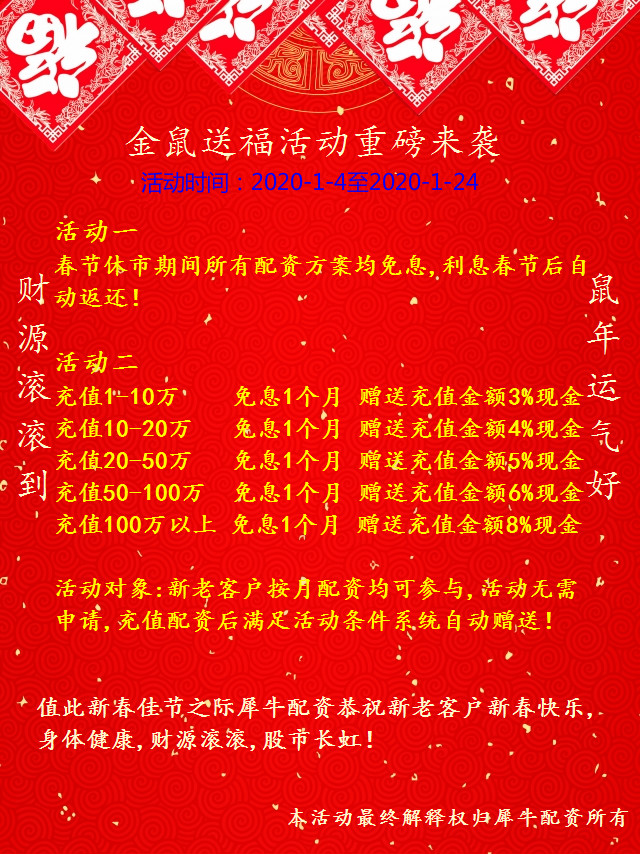 金鼠送福活动重磅来袭
活动时间：2020-1-4至2020-1-24
活动一
春节休市期间所有配资方案均免息,利息春节后自
动返还!
财源滚滚到
鼠年运气好
活动二
充值1-10万 免息1个月 赠送充值金额3%现金
充值10-20万 免息1个月 赠送充值金额4%现金
充值20-50万 免息1个月 赠送充值金额5%现金
充值50-100万 免息1个月 赠送充值金额6%现金
充值100万以上 免息1个月 赠送充值金额8%现金
活动对象:新老客户按月配资均可参与,活动无需
申请,充值配资后满足活动条件系统自动赠送!
值此新春佳节之际犀牛配资恭祝新老客户新春快乐,
身体健康,财源滚滚,股市长虹!
本活动最终解释权归犀牛配资所有